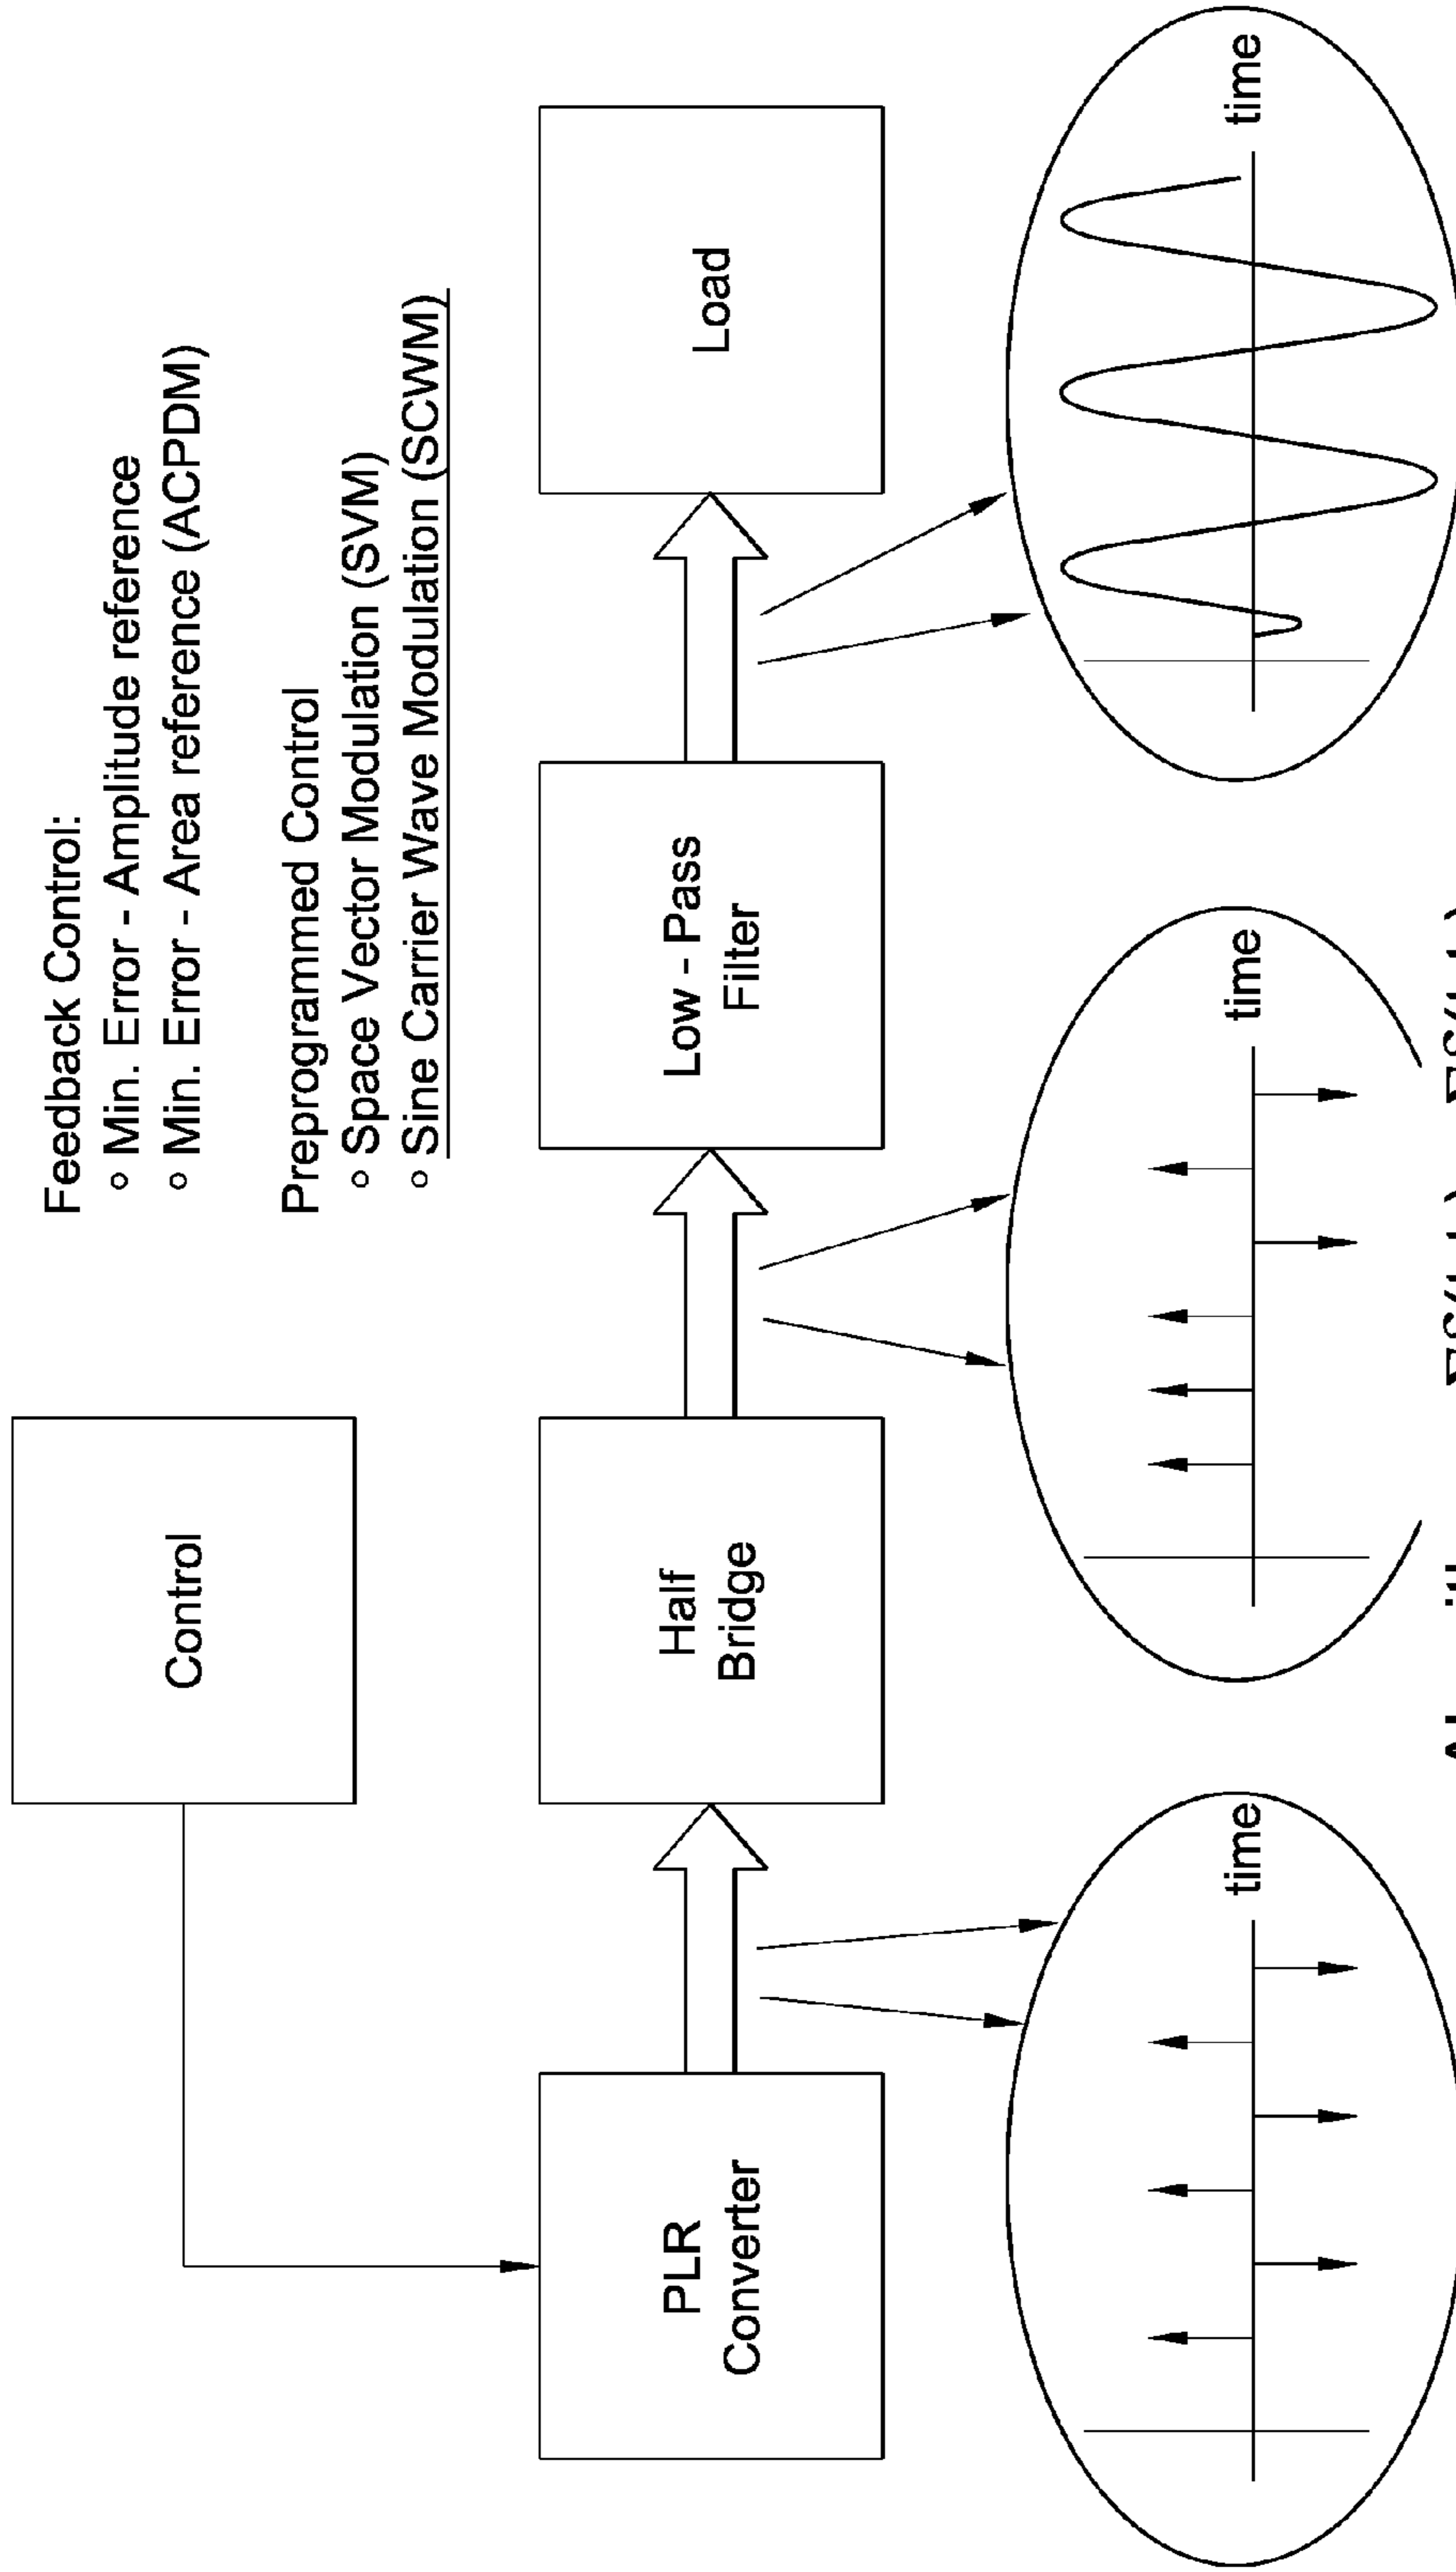 Feedback Control:
◦ Min. Error - Amplitude reference
◦ Min. Error - Area reference (ACPDM)
Preprogrammed Control
◦ Space Vector Modulation (SVM)
◦ Sine Carrier Wave Modulation (SCWM)
Control
PLR
Converter
Half
Bridge
Low - Pass
Filter
Load
time
time
time